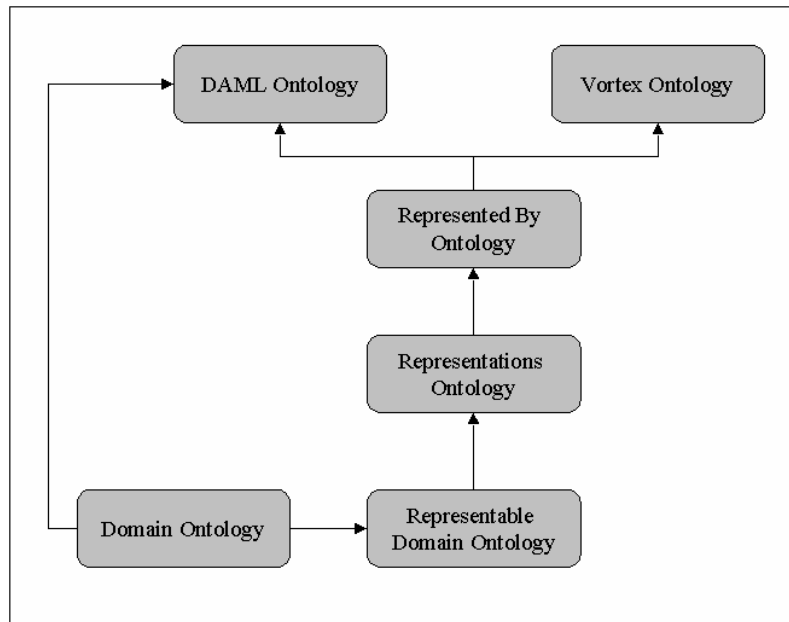 DAML Ontology
Vortex Ontology
Represented By
Ontology
Representations
Ontology
Domain Ontology
Representable
Domain Ontology